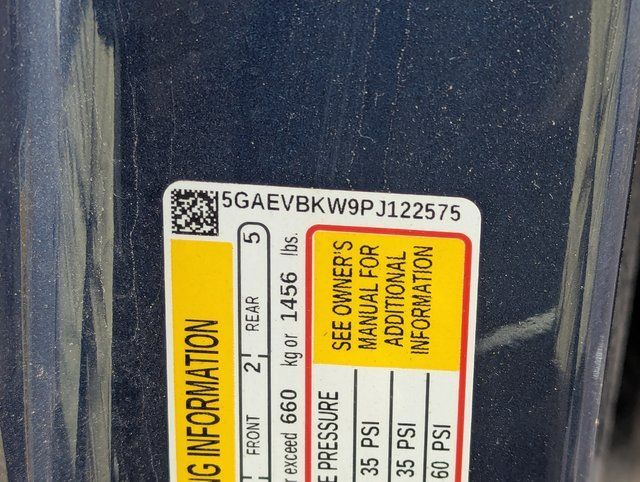 5GAEVBKW9PJ122575
NG INFORMATION
FRONT 2 REAR 5
r exceed 660 kg or 1456 lbs.
SEE OWNER'S
MANUAL FOR
ADDITIONAL
INFORMATION
E PRESSURE
35 PSI
35 PSI
60 PSI